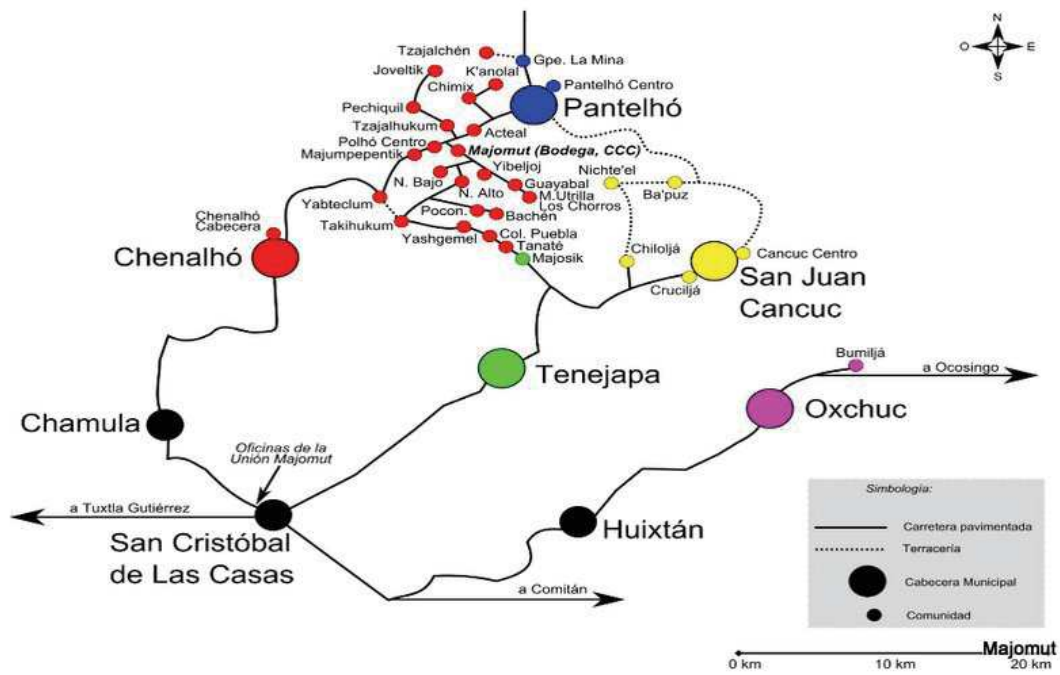 N
O
E
S
Tzajalchén
Gpe. La Mina
Joveltik
K'anolal
Chimix
Pantelhó Centro
Pantelhó
Pechiquil
Tzajalhukum
Acteal
Polhó Centro
Majumpepentik
Majomut (Bodega, CCC)
Yibeljoj
Nichte'el
N. Bajo
N. Alto
Guayabal
M.Utrilla
Los Chorros
Ba'puz
Yabteclum
Pocon.
Bachén
Takihukum
Chenalhó
Cabecera
Yashgemel
Col. Puebla
Tanaté
Majosik
Chiloljá
Cancuc Centro
Cruciljá
Chenalhó
San Juan
Cancuc
Bumiljá
a Ocosingo
Tenejapa
Oxchuc
Chamula
Oficinas de la
Unión Majomut
a Tuxtla Gutiérrez
San Cristóbal
de Las Casas
Huixtán
a Comitán
Simbología:
Carretera pavimentada
Terracería
Cabecera Municipal
Comunidad
Majomut
0 km
10 km
20 km